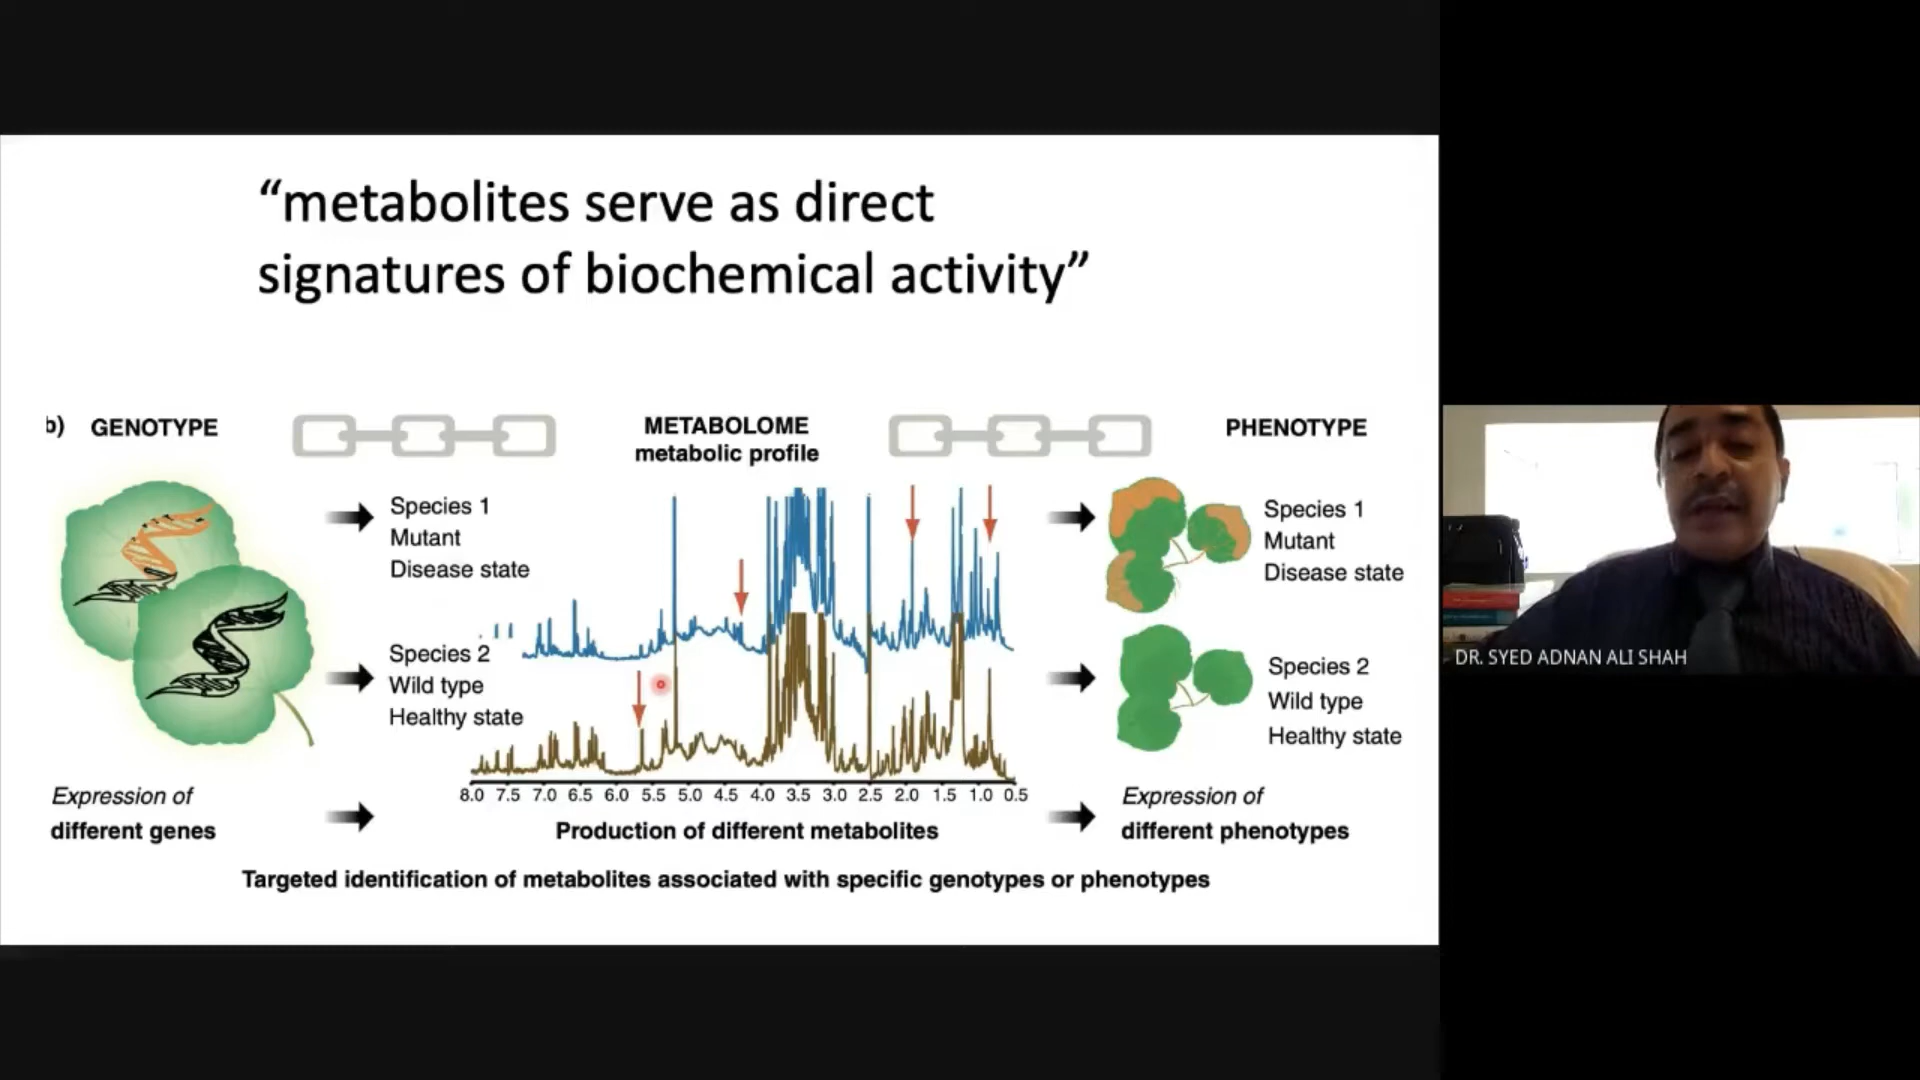 “metabolites serve as direct
signatures of biochemical activity”
b) GENOTYPE
METABOLOME
metabolic profile
PHENOTYPE
Species 1
Mutant
Disease state
Species 2
Wild type
Healthy state
Species 1
Mutant
Disease state
Species 2
Wild type
Healthy state
8.0 7.5 7.0 6.5 6.0 5.5 5.0 4.5 4.0 3.5 3.0 2.5 2.0 1.5 1.0 0.5
Expression of
different genes
Production of different metabolites
Expression of
different phenotypes
Targeted identification of metabolites associated with specific genotypes or phenotypes
DR. SYED ADNAN ALI SHAH